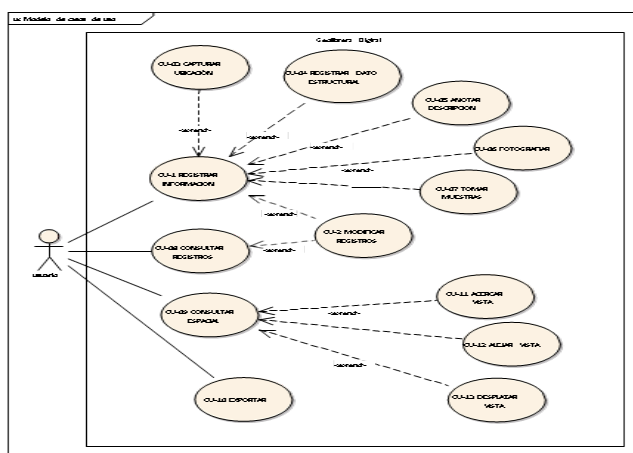 uc Modelo de casos de uso
Geolibreta Digital
CU-03 CAPTURAR
UBICACIÓN
CU-04 REGISTRAR DATO
ESTRUCTURAL
CU-05 ANOTAR
DESCRIPCION
CU-06 FOTOGRAFIAR
CU-07 TOMAR
MUESTRAS
CU-1 REGISTRAR
INFORMACION
CU-2 MODIFICAR
REGISTROS
CU-08 CONSULTAR
REGISTROS
CU-09 CONSULTAR
ESPACIAL
CU-10 EXPORTAR
CU-11 ACERCAR
VISTA
CU-12 ALEJAR VISTA
CU-13 DESPLAZAR
VISTA
usuario
«extend»
«extend»
«extend»
«extend»
«extend»
«extend»
«extend»